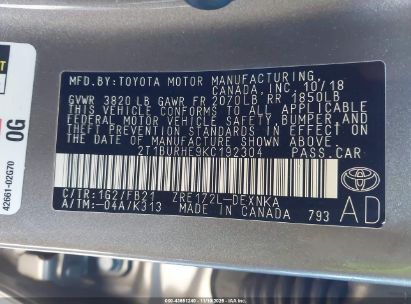 MFD.BY:TOYOTA MOTOR MANUFACTURING
CANADA, INC. 10/18
GVWR 3820 LB GAWR FR 2070LB RR 1850LB
THIS VEHICLE CONFORMS TO ALL APPLICABLE
FEDERAL MOTOR VEHICLE SAFETY, BUMPER, AND
THEFT PREVENTION STANDARDS IN EFFECT ON
THE DATE OF MANUFACTURE SHOWN ABOVE.
2T1BURHE9KC192304 PASS.CAR
C/TR:1G2/FB21 ZRE172L-DEXNKA
A/TM:-04A/K313 MADE IN CANADA 793
AD
TOYOTA
OG
42661-02G70